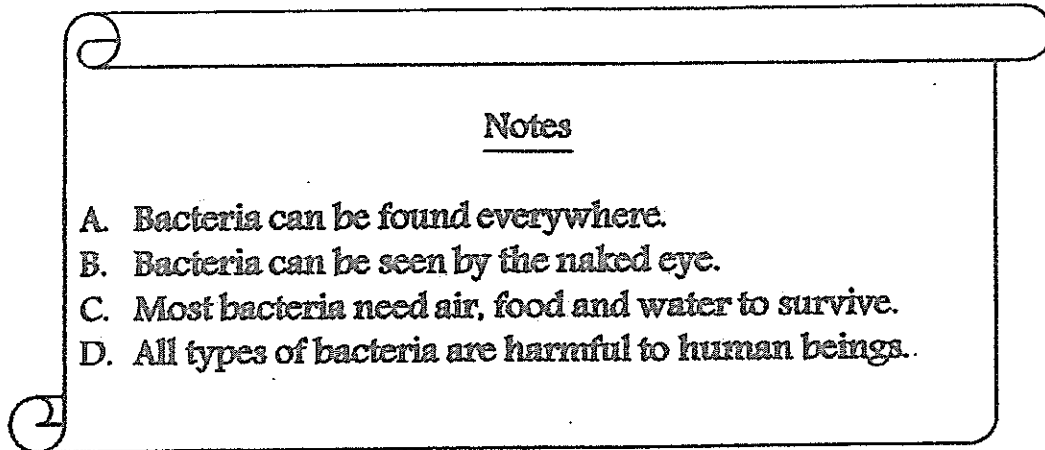 Notes
A. Bacteria can be found everywhere.
B. Bacteria can be seen by the naked eye.
C. Most bacteria need air, food and water to survive.
D. All types of bacteria are harmful to human beings.